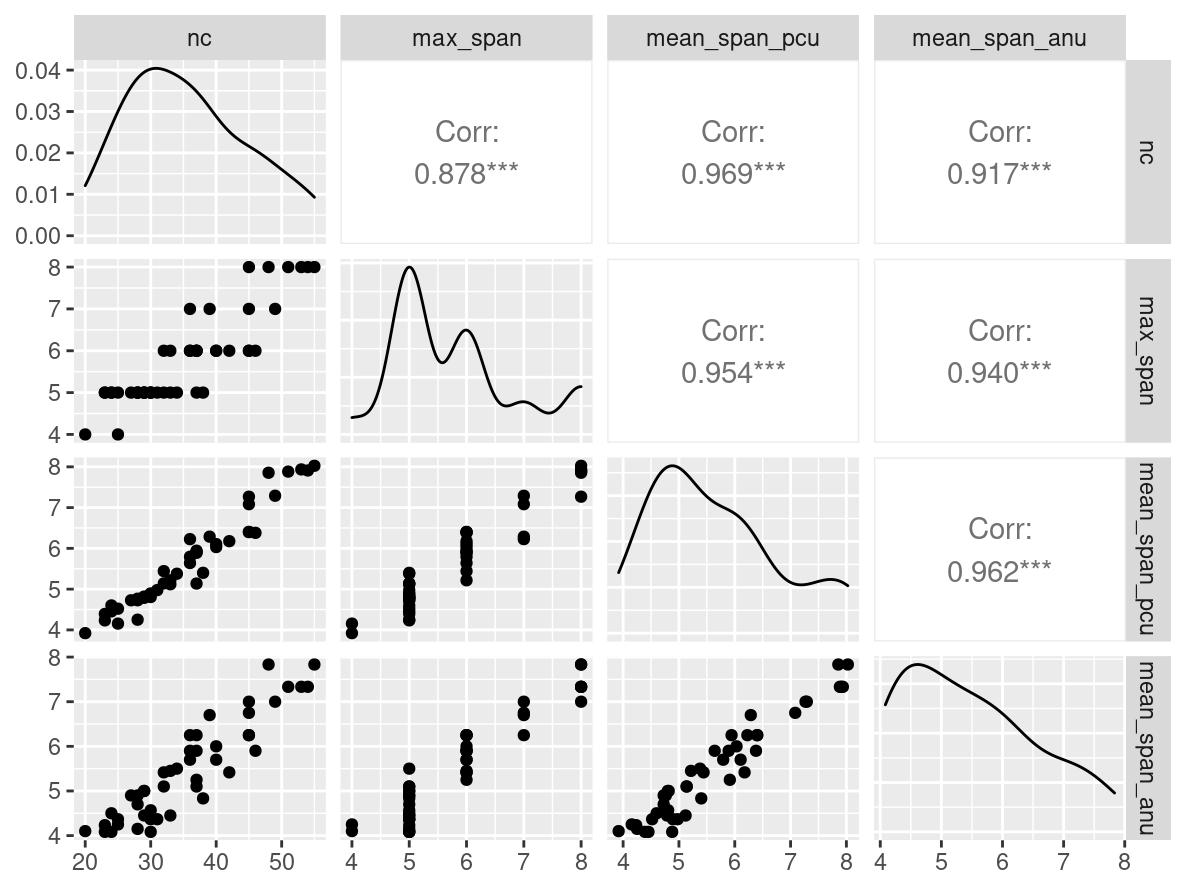 nc max_span mean_span_pcu mean_span_anu
0.04
0.03
0.02
0.01
0.00
Corr:
0.878***
Corr:
0.969***
Corr:
0.917***
nc
8
7
6
5
4
Corr:
0.954***
Corr:
0.940***
max_span
8
7
6
5
4
Corr:
0.962***
mean_span_pcu
8
7
6
5
4
mean_span_anu
20 30 40 50 4 5 6 7 8 4 5 6 7 8 4 5 6 7 8